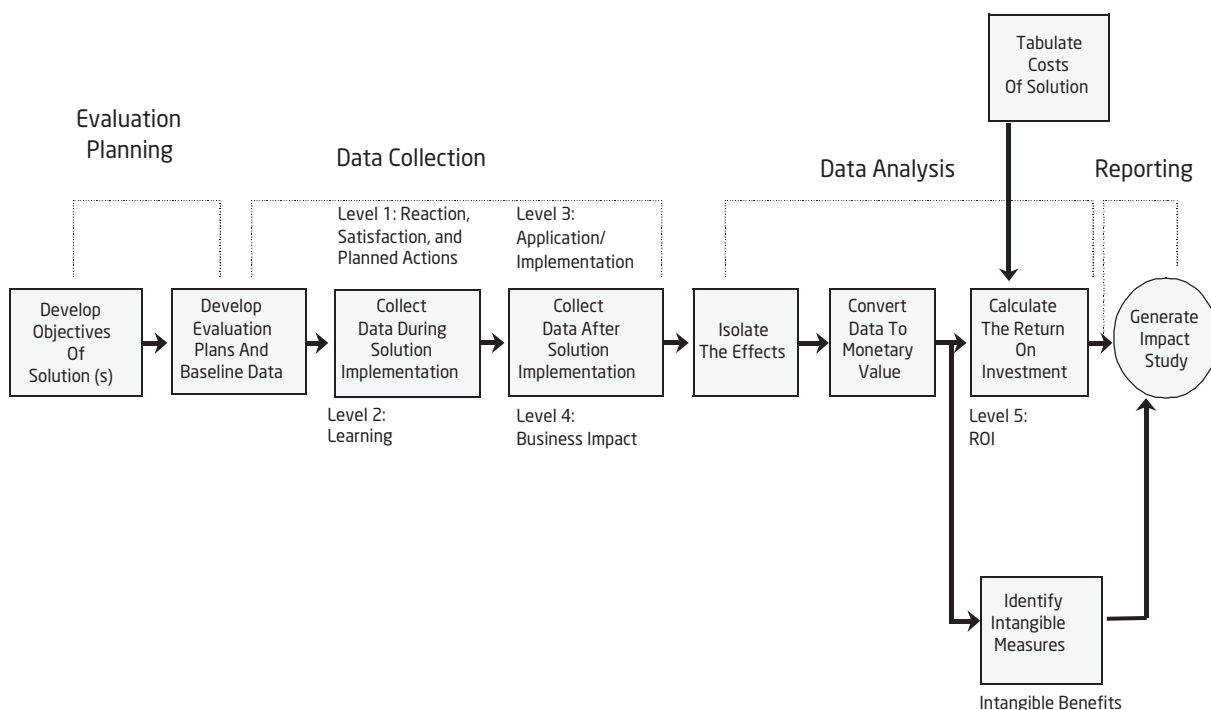 Tabulate
Costs
Of Solution
Evaluation
Planning
Data Collection
Data Analysis
Reporting
Level 1: Reaction,
Satisfaction, and
Planned Actions
Level 3:
Application/
Implementation
Develop
Objectives
Of
Solution (s)
Develop
Evaluation
Plans And
Baseline Data
Collect
Data During
Solution
Implementation
Collect
Data After
Solution
Implementation
Isolate
The Effects
Convert
Data To
Monetary
Value
Calculate
The Return
On
Investment
Generate
Impact
Study
Level 2:
Learning
Level 4:
Business Impact
Level 5:
ROI
Identify
Intangible
Measures
Intangible Benefits